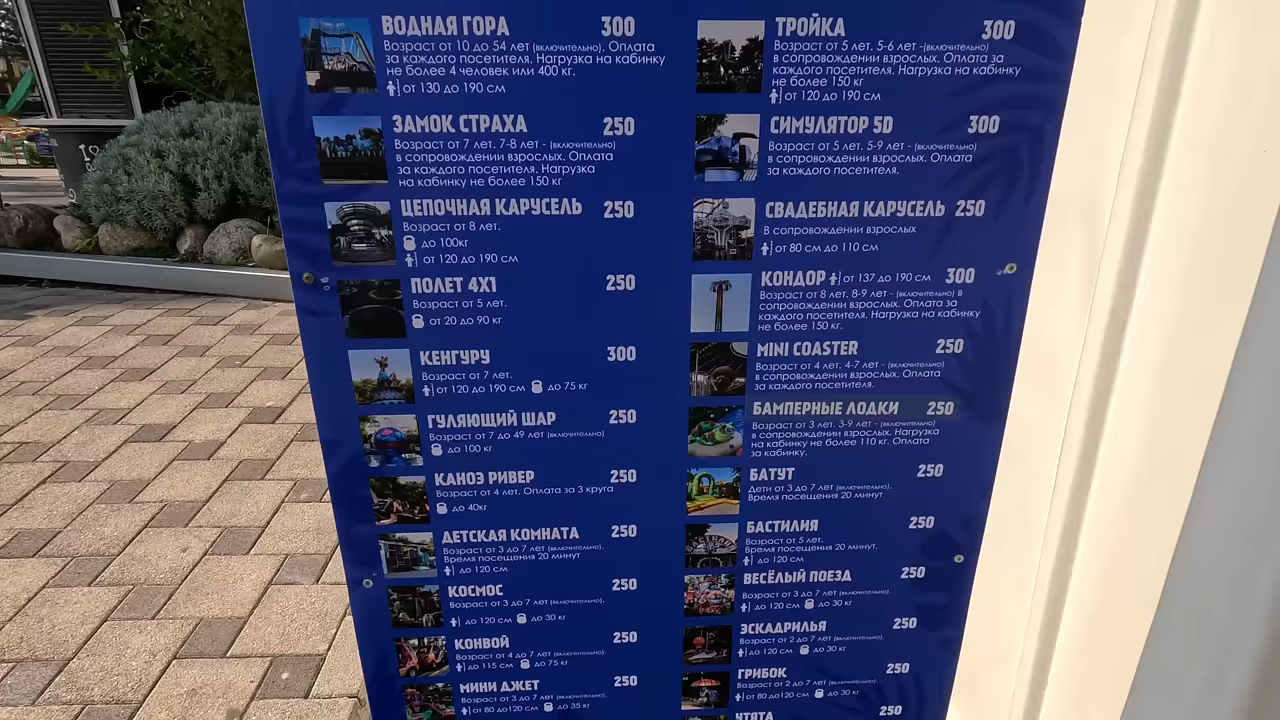 ВОДНАЯ ГОРА 300
Возраст от 10 до 54 лет (включительно). Оплата
за каждого посетителя. Нагрузка на кабинку
не более 4 человек или 400 кг.
от 130 до 190 см
ЗАМОК СТРАХА 250
Возраст от 7 лет. 7-8 лет - (включительно)
в сопровождении взрослых. Оплата
за каждого посетителя. Нагрузка
на кабинку не более 150 кг
ЦЕПОЧНАЯ КАРУСЕЛЬ 250
Возраст от 8 лет.
до 100кг
от 120 до 190 см
ПОЛЕТ 4X1 250
Возраст от 5 лет.
от 20 до 90 кг
КЕНГУРУ 300
Возраст от 7 лет.
от 120 до 190 см до 75 кг
ГУЛЯЮЩИЙ ШАР 250
Возраст от 7 до 49 лет (включительно)
до 100 кг
КАНОЭ РИВЕР 250
Возраст от 4 лет. Оплата за 3 круга
до 40кг
ДЕТСКАЯ КОМНАТА 250
Возраст от 3 до 7 лет (включительно).
Время посещения 20 минут
до 120 см
КОСМОС 250
Возраст от 3 до 7 лет (включительно).
до 120 см до 30 кг
КОНВОЙ 250
Возраст от 4 до 7 лет (включительно).
до 115 см до 75 кг
МИНИ ДЖЕТ 250
Возраст от 3 до 7 лет (включительно).
от 80 до120 см до 35 кг
ТРОЙКА 300
Возраст от 5 лет. 5-6 лет -(включительно)
в сопровождении взрослых. Оплата за
каждого посетителя. Нагрузка на кабинку
не более 150 кг
от 120 до 190 см
СИМУЛЯТОР 5D 300
Возраст от 5 лет. 5-9 лет - (включительно)
в сопровождении взрослых. Оплата
за каждого посетителя.
СВАДЕБНАЯ КАРУСЕЛЬ 250
В сопровождении взрослых
от 80 см до 110 см
КОНДОР от 137 до 190 см 300
Возраст от 8 лет. 8-9 лет - (включительно) в
сопровождении взрослых. Оплата за
каждого посетителя. Нагрузка на кабинку
не более 150 кг.
MINI COASTER 250
Возраст от 4 лет. 4-7 лет - (включительно)
в сопровождении взрослых. Оплата
за каждого посетителя.
БАМПЕРНЫЕ ЛОДКИ 250
Возраст от 3 лет. 3-9 лет - (включительно)
в сопровождении взрослых. Нагрузка
на кабинку не более 110 кг. Оплата
за кабинку.
БАТУТ 250
Дети от 3 до 7 лет (включительно).
Время посещения 20 минут
БАСТИЛИЯ 250
Возраст от 5 лет.
Время посещения 20 минут.
до 120 см
ВЕСЁЛЫЙ ПОЕЗД 250
Возраст от 3 до 7 лет (включительно).
до 120 см до 30 кг
ЭСКАДРИЛЬЯ 250
Возраст от 2 до 7 лет (включительно).
до 120 см до 30 кг
ГРИБОК 250
Возраст от 2 до 7 лет (включительно).
от 80 до120 см до 30 кг
УТЯТА 250